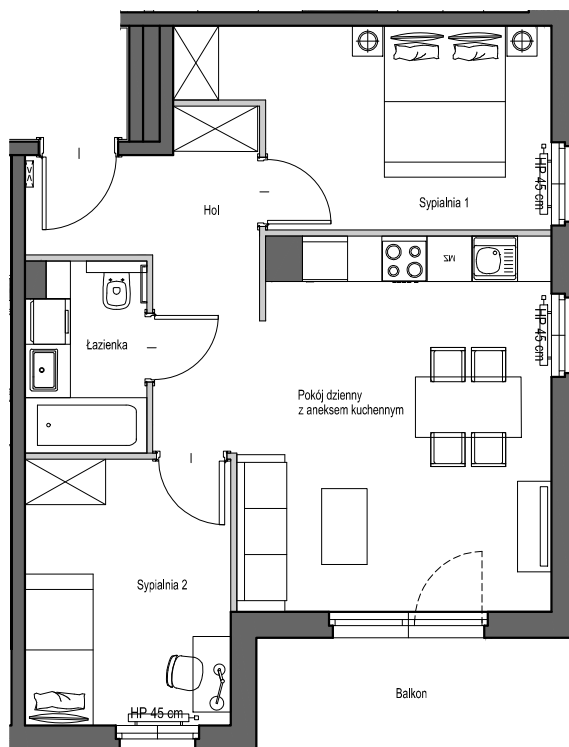 HP 45 cm
Sypialnia 1
Hol
ZM
HP 45 cm
Łazienka
Pokój dzienny
z aneksem kuchennym
Sypialnia 2
HP 45 cm
Balkon